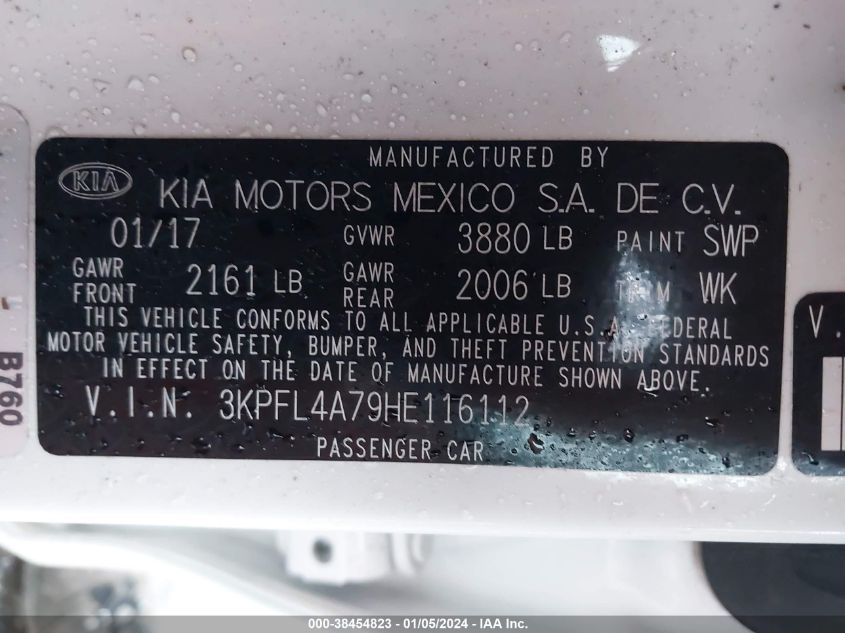 MANUFACTURED BY
KIA KIA MOTORS MEXICO S.A. DE C.V.
01/17 GVWR 3880 LB PAINT SWP
GAWR FRONT 2161 LB GAWR REAR 2006 LB TRIM WK
THIS VEHICLE CONFORMS TO ALL APPLICABLE U.S.A. FEDERAL
MOTOR VEHICLE SAFETY, BUMPER, AND THEFT PREVENTION STANDARDS
IN EFFECT ON THE DATE OF MANUFACTURE SHOWN ABOVE.
V.I.N. 3KPFL4A79HE116112
PASSENGER CAR
B760
V.
000-38454823 - 01/05/2024 - IAA Inc.